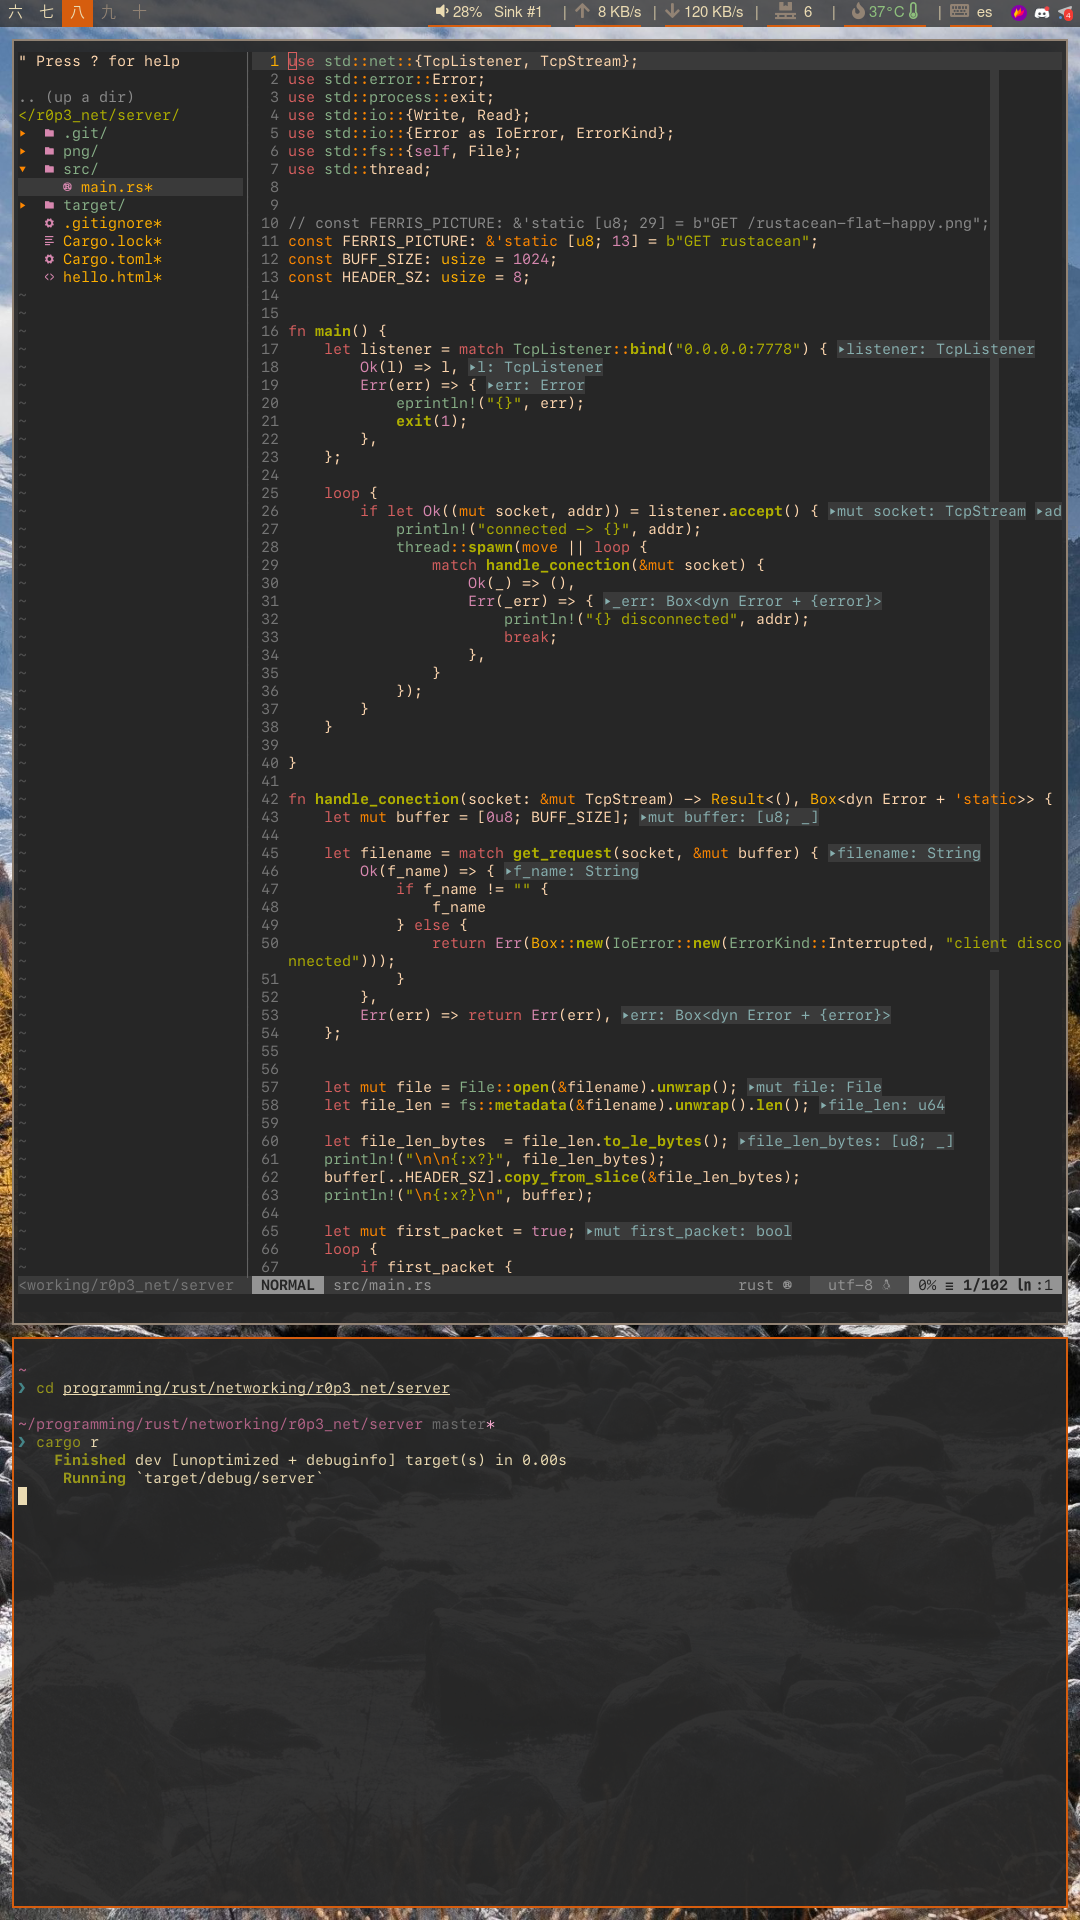 六 七 八 九 十 28% Sink #1 | 8 KB/s | 120 KB/s | 6 | 37°C | es
" Press ? for help
.. (up a dir)
</r0p3_net/server/
▸ .git/
▸ png/
▾ src/
main.rs*
▸ target/
.gitignore*
Cargo.lock*
Cargo.toml*
hello.html*
1 use std::net::{TcpListener, TcpStream};
2 use std::error::Error;
3 use std::process::exit;
4 use std::io::{Write, Read};
5 use std::io::{Error as IoError, ErrorKind};
6 use std::fs::{self, File};
7 use std::thread;
8
9
10 // const FERRIS_PICTURE: &'static [u8; 29] = b"GET /rustacean-flat-happy.png";
11 const FERRIS_PICTURE: &'static [u8; 13] = b"GET rustacean";
12 const BUFF_SIZE: usize = 1024;
13 const HEADER_SZ: usize = 8;
14
15
16 fn main() {
17     let listener = match TcpListener::bind("0.0.0.0:7778") { ▸listener: TcpListener
18         Ok(l) => l, ▸l: TcpListener
19         Err(err) => { ▸err: Error
20             eprintln!("{}", err);
21             exit(1);
22         },
23     };
24
25     loop {
26         if let Ok((mut socket, addr)) = listener.accept() { ▸mut socket: TcpStream ▸ad
27             println!("connected -> {}", addr);
28             thread::spawn(move || loop {
29                 match handle_conection(&mut socket) {
30                     Ok(_) => (),
31                     Err(_err) => { ▸_err: Box<dyn Error + {error}>
32                         println!("{} disconnected", addr);
33                         break;
34                     },
35                 }
36             });
37         }
38     }
39
40 }
41
42 fn handle_conection(socket: &mut TcpStream) -> Result<(), Box<dyn Error + 'static>> {
43     let mut buffer = [0u8; BUFF_SIZE]; ▸mut buffer: [u8; _]
44
45     let filename = match get_request(socket, &mut buffer) { ▸filename: String
46         Ok(f_name) => { ▸f_name: String
47             if f_name != "" {
48                 f_name
49             } else {
50                 return Err(Box::new(IoError::new(ErrorKind::Interrupted, "client disco
nnected")));
51             }
52         },
53         Err(err) => return Err(err), ▸err: Box<dyn Error + {error}>
54     };
55
56
57     let mut file = File::open(&filename).unwrap(); ▸mut file: File
58     let file_len = fs::metadata(&filename).unwrap().len(); ▸file_len: u64
59
60     let file_len_bytes  = file_len.to_le_bytes(); ▸file_len_bytes: [u8; _]
61     println!("\n\n{:x?}", file_len_bytes);
62     buffer[..HEADER_SZ].copy_from_slice(&file_len_bytes);
63     println!("\n{:x?}\n", buffer);
64
65     let mut first_packet = true; ▸mut first_packet: bool
66     loop {
67         if first_packet {
<working/r0p3_net/server NORMAL src/main.rs rust utf-8 0% ≡ 1/102 ln :1
~
❯ cd programming/rust/networking/r0p3_net/server
~/programming/rust/networking/r0p3_net/server master*
❯ cargo r
Finished dev [unoptimized + debuginfo] target(s) in 0.00s
Running `target/debug/server`